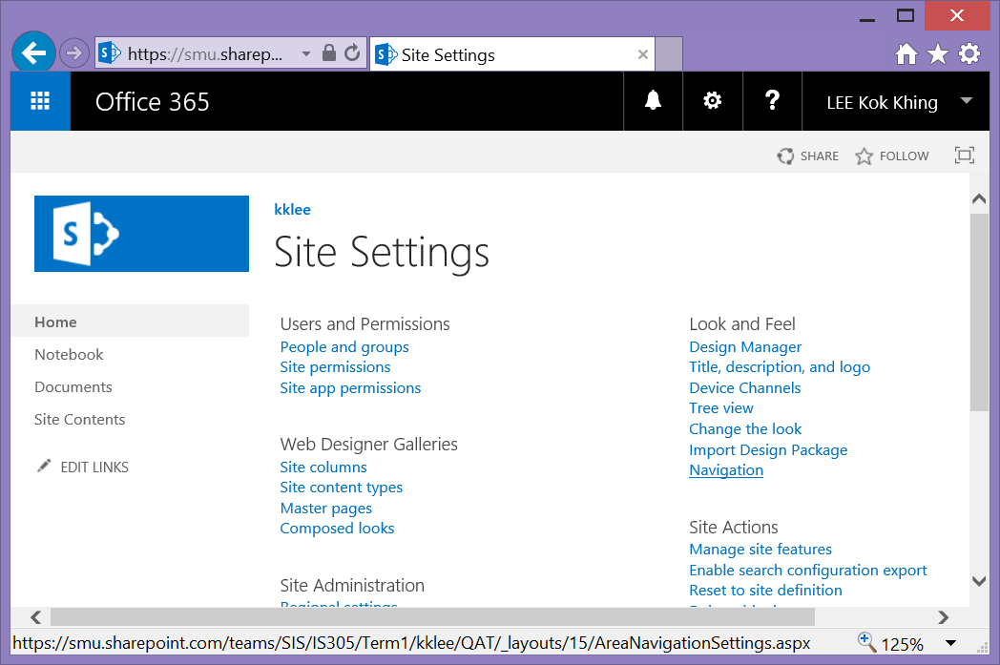 https://smu.sharep...
Site Settings
Office 365
LEE Kok Khing
SHARE
FOLLOW
kklee
Site Settings
Home
Notebook
Documents
Site Contents
EDIT LINKS
Users and Permissions
People and groups
Site permissions
Site app permissions
Web Designer Galleries
Site columns
Site content types
Master pages
Composed looks
Site Administration
Regional settings
Look and Feel
Design Manager
Title, description, and logo
Device Channels
Tree view
Change the look
Import Design Package
Navigation
Site Actions
Manage site features
Enable search configuration export
Reset to site definition
https://smu.sharepoint.com/teams/SIS/IS305/Term1/kklee/QAT/_layouts/15/AreaNavigationSettings.aspx
125%